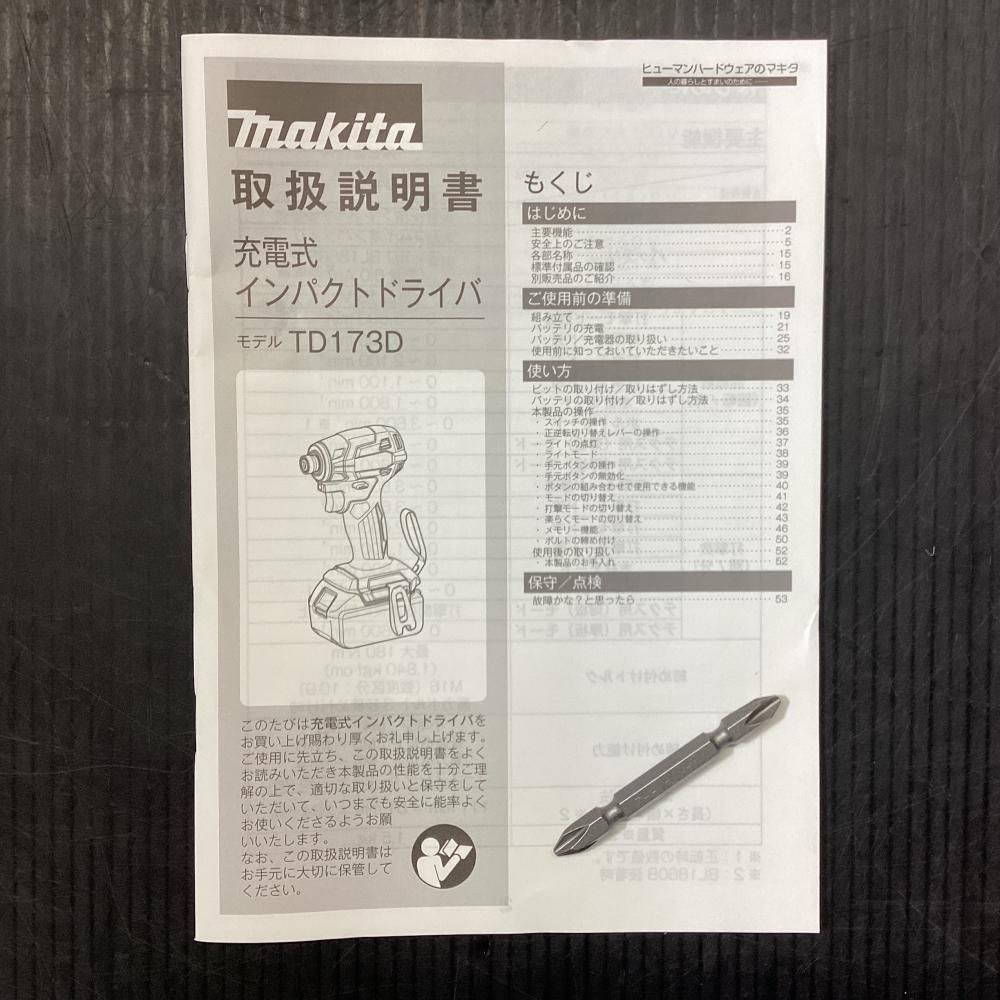 makita
取扱説明書
充電式
インパクトドライバ
モデル TD173D
このたびは充電式インパクトドライバを
お買い上げ賜わり厚くお礼申し上げます。
ご使用に先立ち、この取扱説明書をよく
お読みいただき本製品の性能を十分ご理
解の上で、適切な取り扱いと保守をして
いただいて、いつまでも安全に能率よく
お使いくださるようお願
いいたします。
なお、この取扱説明書は
お手元に大切に保管して
ください。
ヒューマンハードウェアのマキタ
人の暮らしとすまいのために
もくじ
はじめに
主要機能 2
安全上のご注意 5
各部名称 15
標準付属品の確認 15
別販売品のご紹介 16
ご使用前の準備
組み立て 19
バッテリの充電 21
バッテリ／充電器の取り扱い 25
使用前に知っておいていただきたいこと 32
使い方
ビットの取り付け／取りはずし方法 33
バッテリの取り付け／取りはずし方法 34
本製品の操作 35
・スイッチの操作 35
・正逆転切り替えレバーの操作 36
・ライトの点灯 37
・ライトモード 38
・手元ボタンの操作 39
・手元ボタンの無効化 39
・ボタンの組み合わせで使用できる機能 40
・モードの切り替え 41
・打撃モードの切り替え 42
・楽らくモードの切り替え 43
・メモリー機能 46
・ボルトの締め付け 50
使用後の取り扱い 52
・本製品のお手入れ 52
保守／点検
故障かな？と思ったら 53